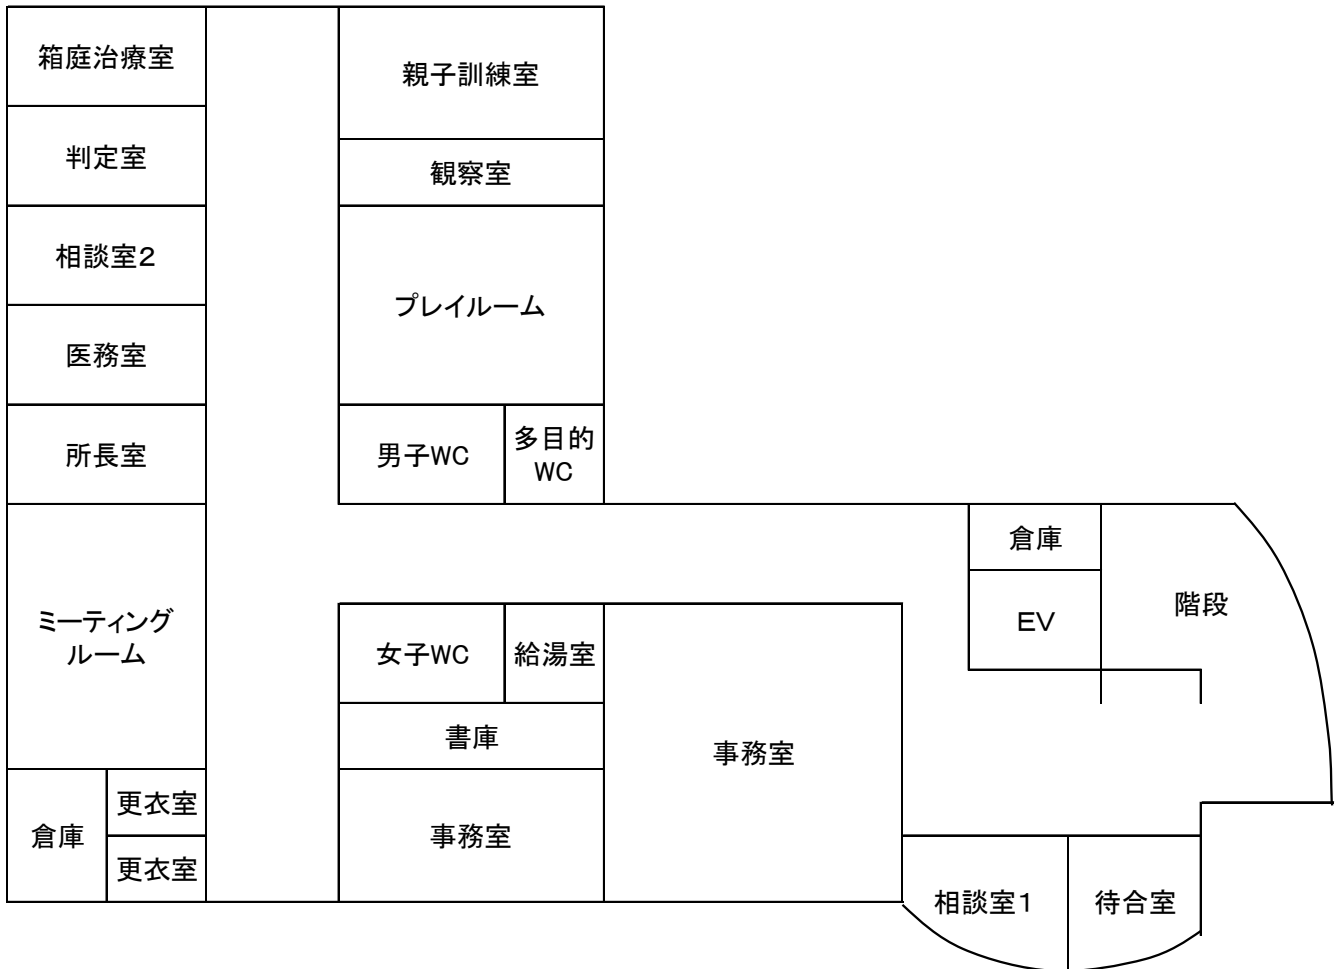 箱庭治療室
親子訓練室
判定室
観察室
相談室２
プレイルーム
医務室
所長室
男子WC
多目的
WC
倉庫
EV
階段
ミーティング
ルーム
女子WC
給湯室
書庫
事務室
倉庫
更衣室
更衣室
事務室
相談室１
待合室